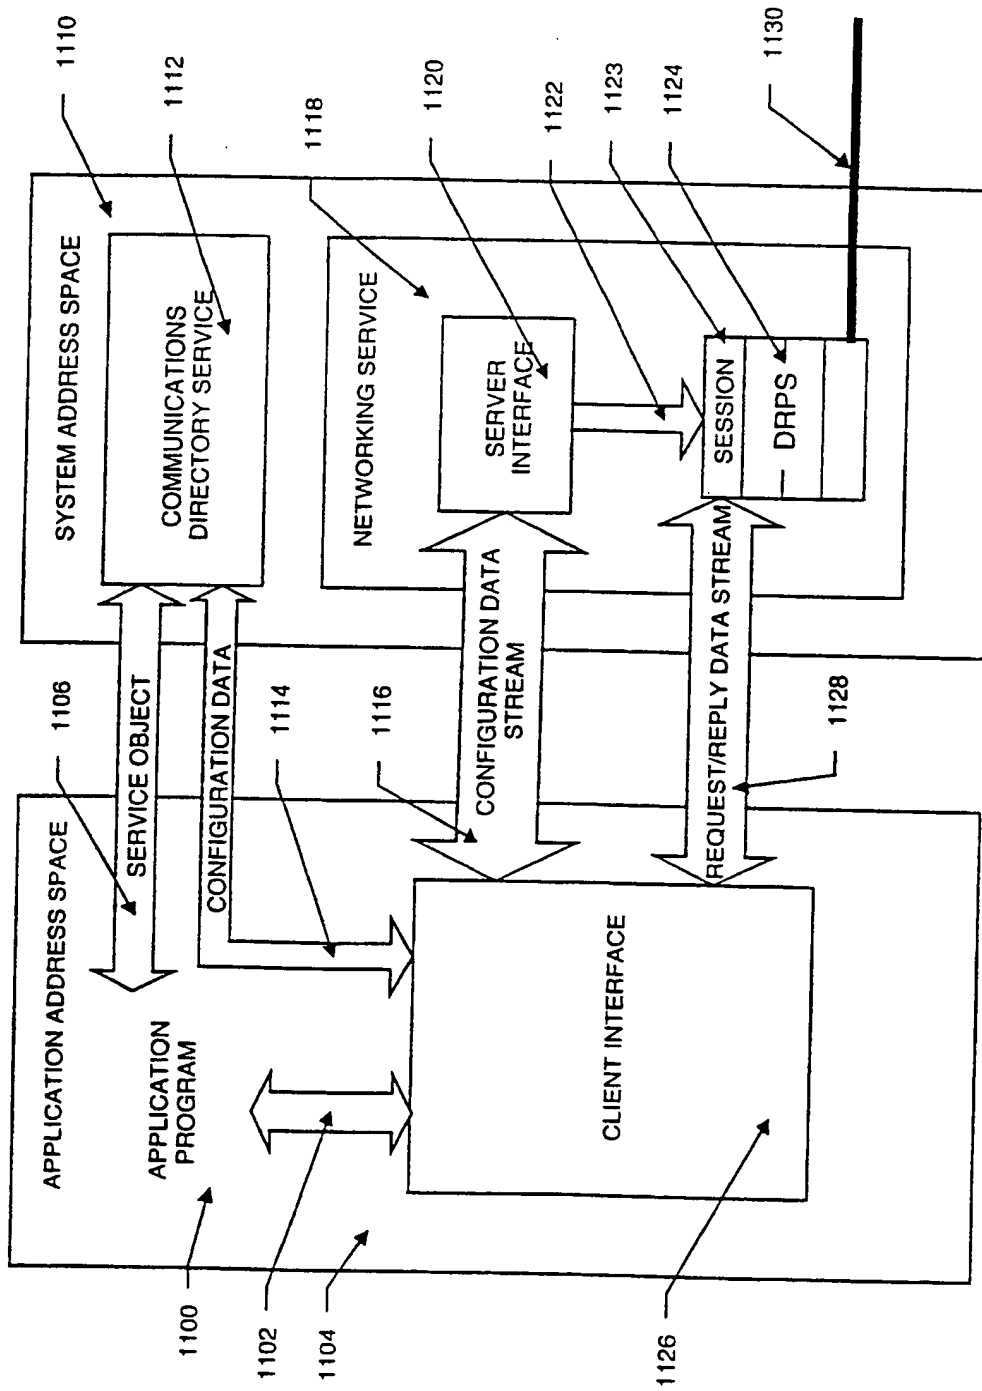 APPLICATION ADDRESS SPACE
SYSTEM ADDRESS SPACE
1110
1112
1106
SERVICE OBJECT
COMMUNICATIONS
DIRECTORY SERVICE
CONFIGURATION DATA
1118
1100
APPLICATION
PROGRAM
1114
NETWORKING SERVICE
1120
1102
1116
CONFIGURATION DATA
STREAM
SERVER
INTERFACE
1122
1104
1123
CLIENT INTERFACE
1124
REQUEST/REPLY DATA STREAM
SESSION
DRPS
1126
1128
1130